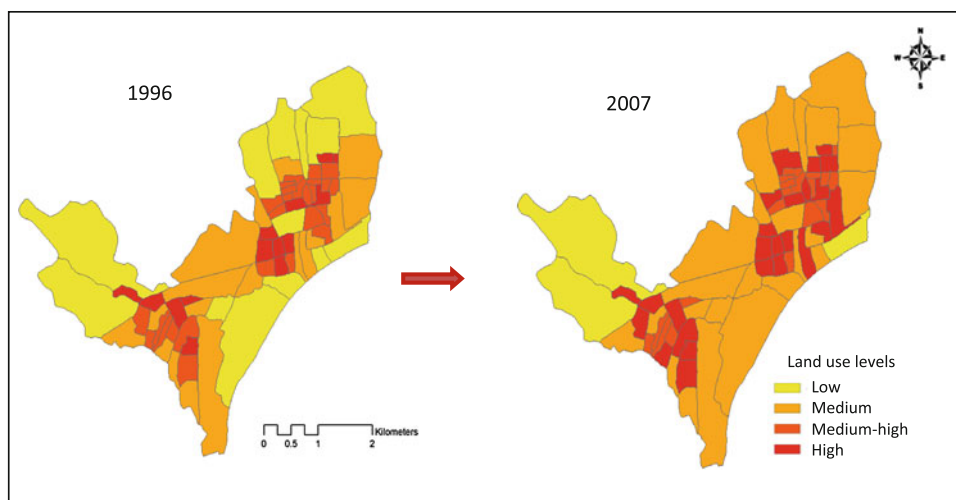 1996
2007
N
W E
S
Land use levels
Low
Medium
Medium-high
High
Kilometers
0 0.5 1 2